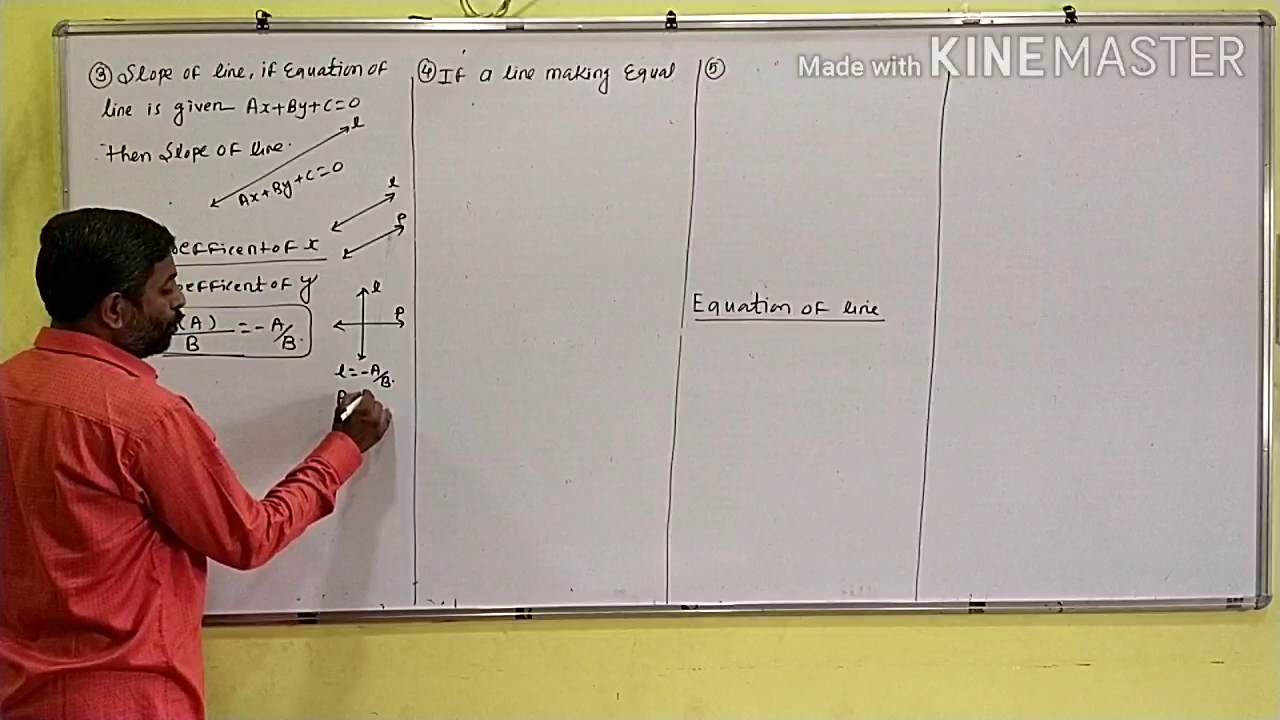 ③ Slope of line, if Equation of
line is given Ax+By+C=0
then Slope of line.
l
Ax+By+C=0
l
P
efficent of x
efficent of y
(A)
B
=-A/B.
l
P
l=-A/B.
④ If a line making Equal
⑤
Equation of line
Made with KINEMASTER